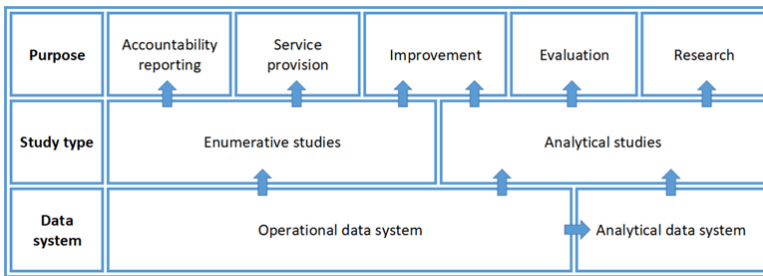 Purpose
Accountability
reporting
Service
provision
Improvement
Evaluation
Research
Study type
Enumerative studies
Analytical studies
Data
system
Operational data system
Analytical data system